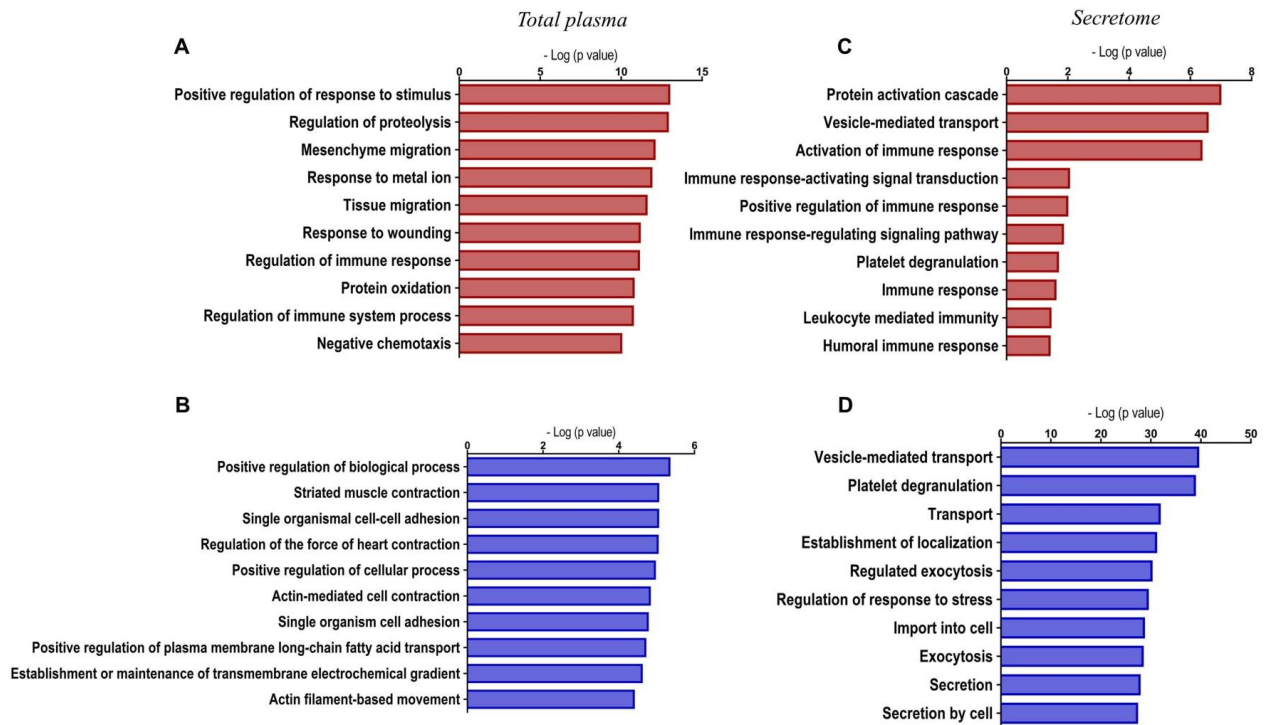 Total plasma
A
- Log (p value)
0 5 10 15
Positive regulation of response to stimulus
Regulation of proteolysis
Mesenchyme migration
Response to metal ion
Tissue migration
Response to wounding
Regulation of immune response
Protein oxidation
Regulation of immune system process
Negative chemotaxis
B
- Log (p value)
0 2 4 6
Positive regulation of biological process
Striated muscle contraction
Single organismal cell-cell adhesion
Regulation of the force of heart contraction
Positive regulation of cellular process
Actin-mediated cell contraction
Single organism cell adhesion
Positive regulation of plasma membrane long-chain fatty acid transport
Establishment or maintenance of transmembrane electrochemical gradient
Actin filament-based movement
Secretome
C
- Log (p value)
0 2 4 6 8
Protein activation cascade
Vesicle-mediated transport
Activation of immune response
Immune response-activating signal transduction
Positive regulation of immune response
Immune response-regulating signaling pathway
Platelet degranulation
Immune response
Leukocyte mediated immunity
Humoral immune response
D
- Log (p value)
0 10 20 30 40 50
Vesicle-mediated transport
Platelet degranulation
Transport
Establishment of localization
Regulated exocytosis
Regulation of response to stress
Import into cell
Exocytosis
Secretion
Secretion by cell